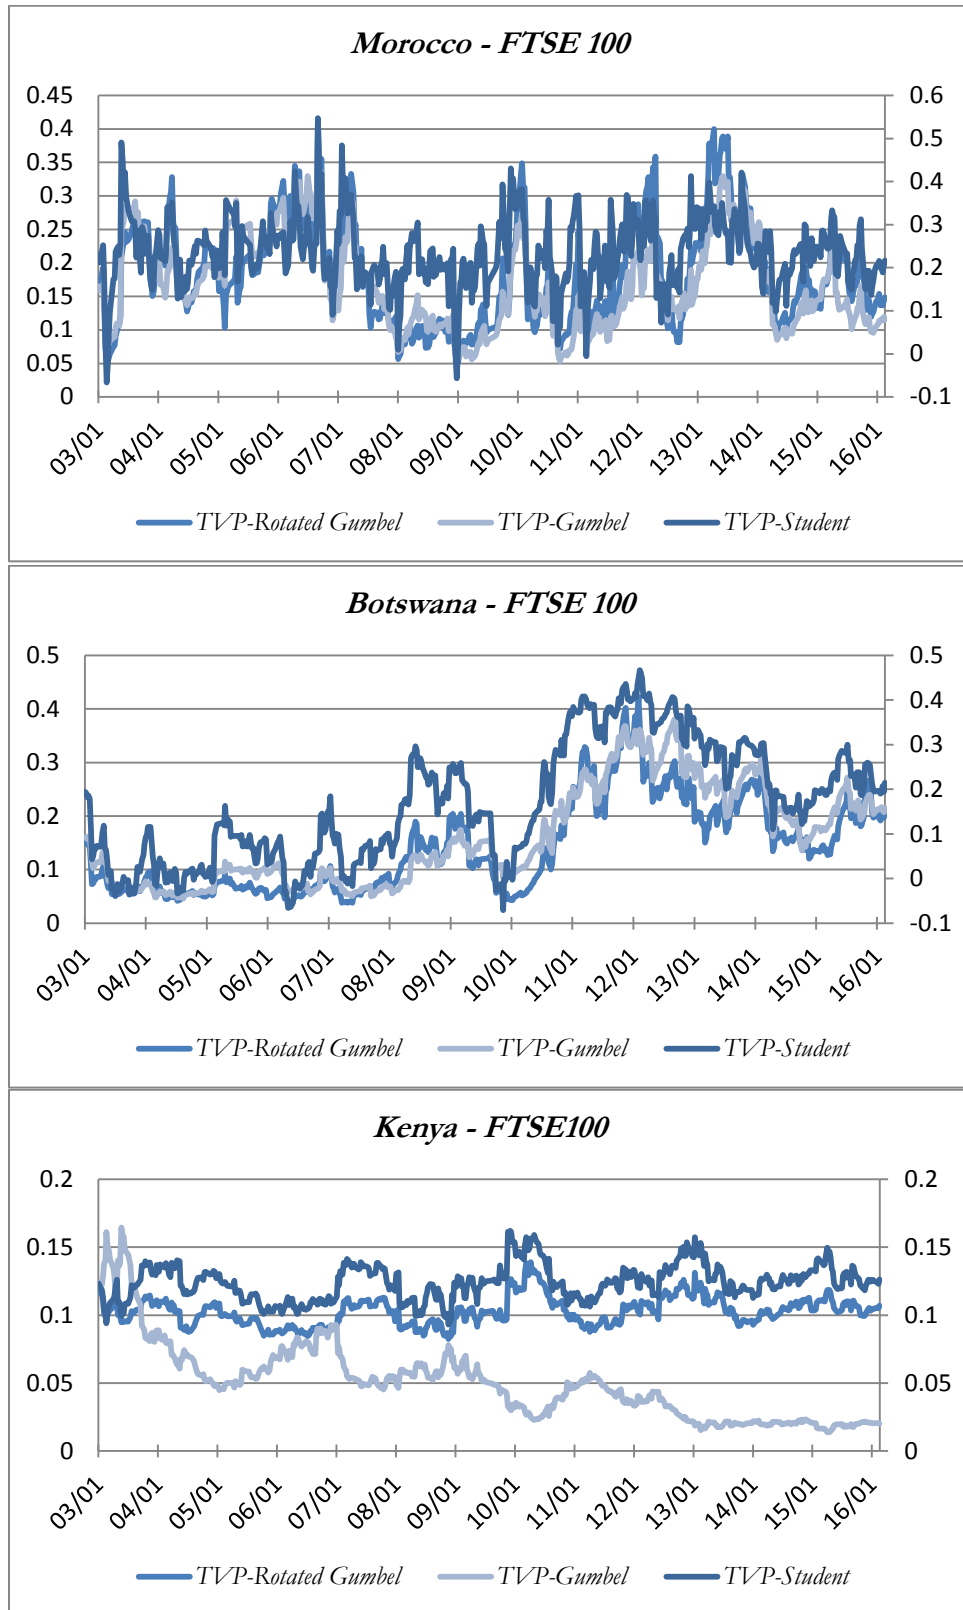 Morocco - FTSE 100
0.45 0.6
0.4 0.5
0.35 0.4
0.3 0.3
0.25 0.2
0.2 0.1
0.15 0
0.1 -0.1
0.05
0
03/01 04/01 05/01 06/01 07/01 08/01 09/01 10/01 11/01 12/01 13/01 14/01 15/01 16/01
TVP-Rotated Gumbel TVP-Gumbel TVP-Student
Botswana - FTSE 100
0.5 0.5
0.4 0.4
0.3 0.3
0.2 0.2
0.1 0.1
0 0
-0.1
03/01 04/01 05/01 06/01 07/01 08/01 09/01 10/01 11/01 12/01 13/01 14/01 15/01 16/01
TVP-Rotated Gumbel TVP-Gumbel TVP-Student
Kenya - FTSE100
0.2 0.2
0.15 0.15
0.1 0.1
0.05 0.05
0 0
03/01 04/01 05/01 06/01 07/01 08/01 09/01 10/01 11/01 12/01 13/01 14/01 15/01 16/01
TVP-Rotated Gumbel TVP-Gumbel TVP-Student